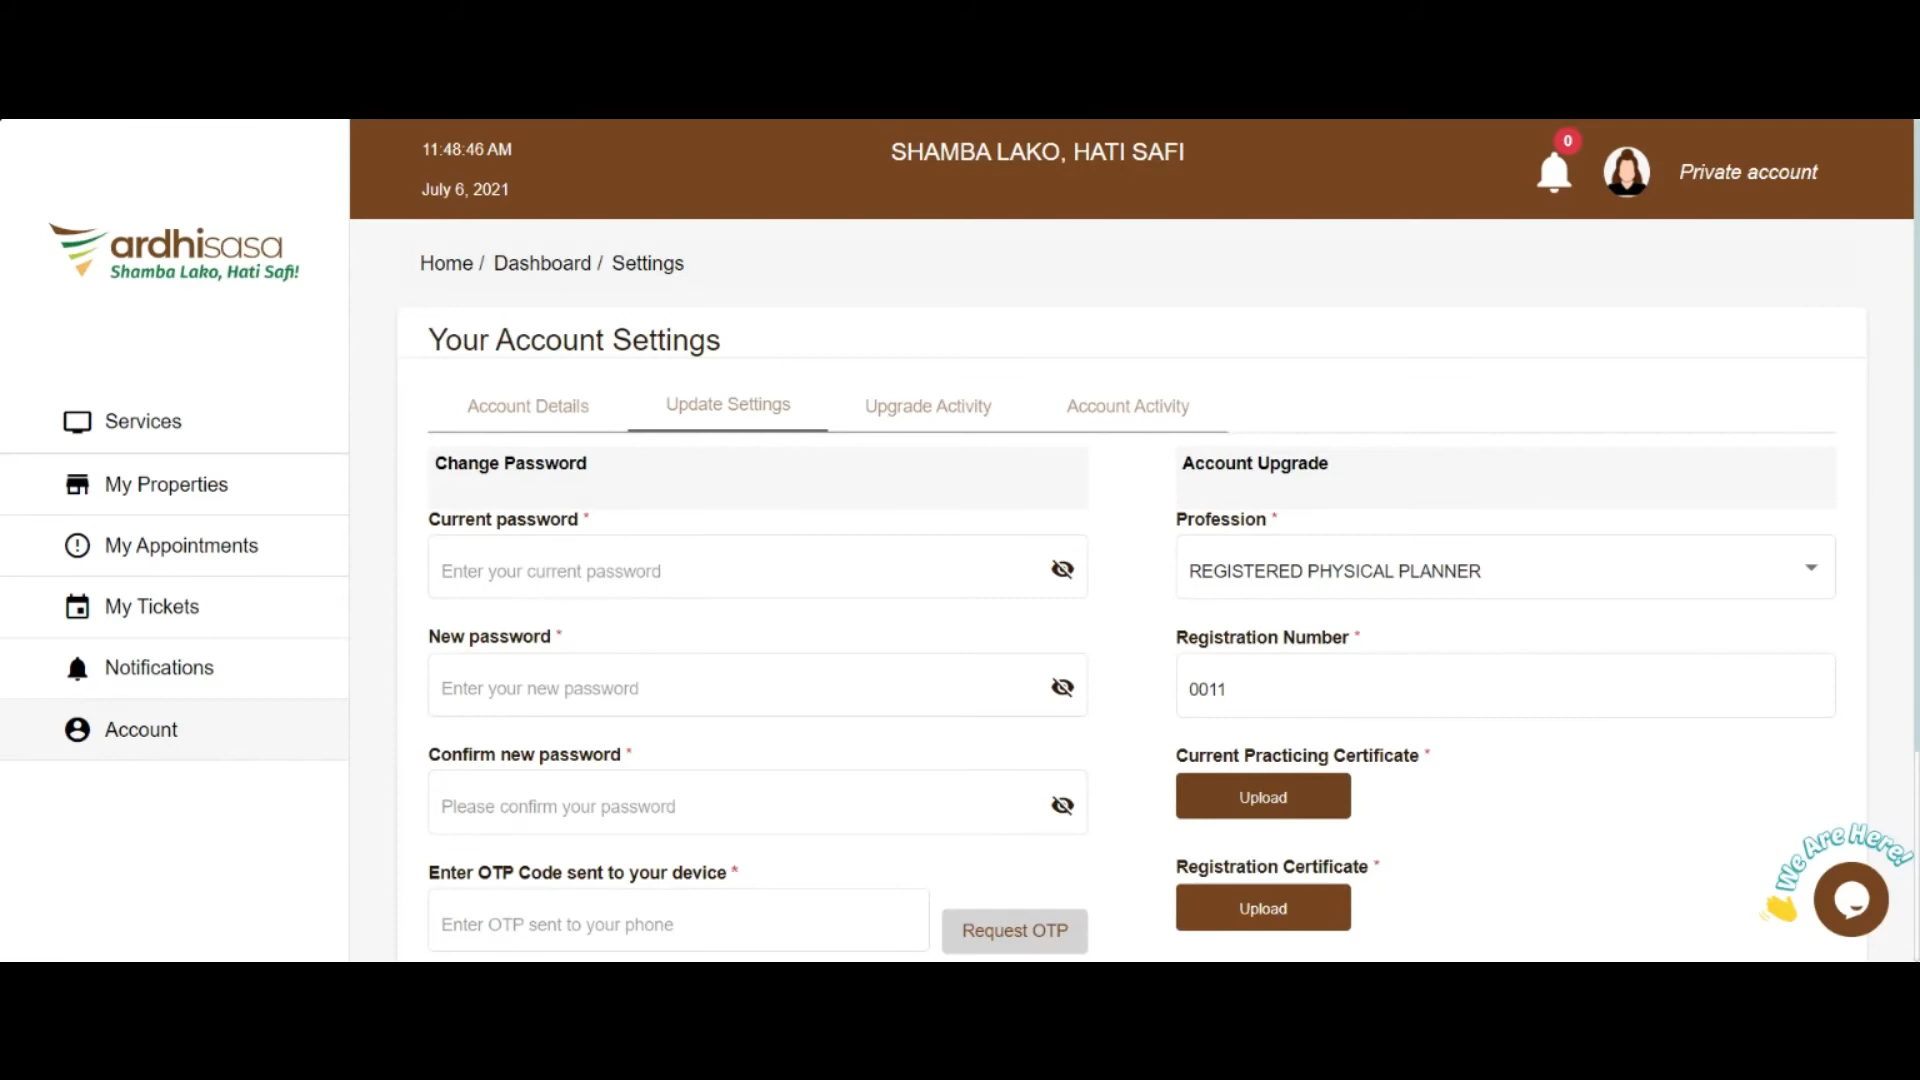 11:48:46 AM
SHAMBA LAKO, HATI SAFI
0
Private account
July 6, 2021
ardhisasa
Shamba Lako, Hati Safi!
Home / Dashboard / Settings
Your Account Settings
Account Details
Update Settings
Upgrade Activity
Account Activity
Services
My Properties
My Appointments
My Tickets
Notifications
Account
Change Password
Current password *
Enter your current password
New password *
Enter your new password
Confirm new password *
Please confirm your password
Enter OTP Code sent to your device *
Enter OTP sent to your phone
Request OTP
Account Upgrade
Profession *
REGISTERED PHYSICAL PLANNER
Registration Number *
0011
Current Practicing Certificate *
Upload
Registration Certificate *
Upload
We Are Here!